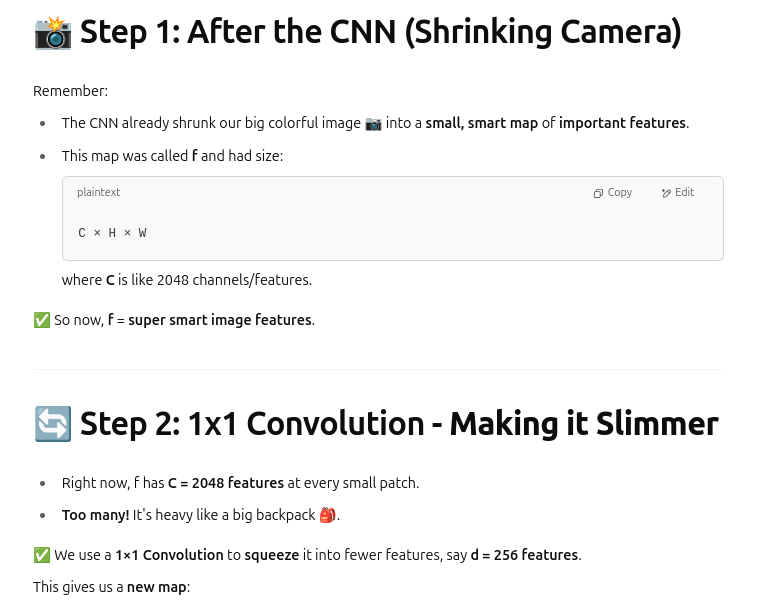 📸 Step 1: After the CNN (Shrinking Camera)
Remember:
• The CNN already shrunk our big colorful image 📷 into a small, smart map of important features.
• This map was called f and had size:
plaintext Copy Edit
C × H × W
where C is like 2048 channels/features.
✅ So now, f = super smart image features.
🔄 Step 2: 1x1 Convolution - Making it Slimmer
• Right now, f has C = 2048 features at every small patch.
• Too many! It's heavy like a big backpack 🎒.
✅ We use a 1×1 Convolution to squeeze it into fewer features, say d = 256 features.
This gives us a new map: